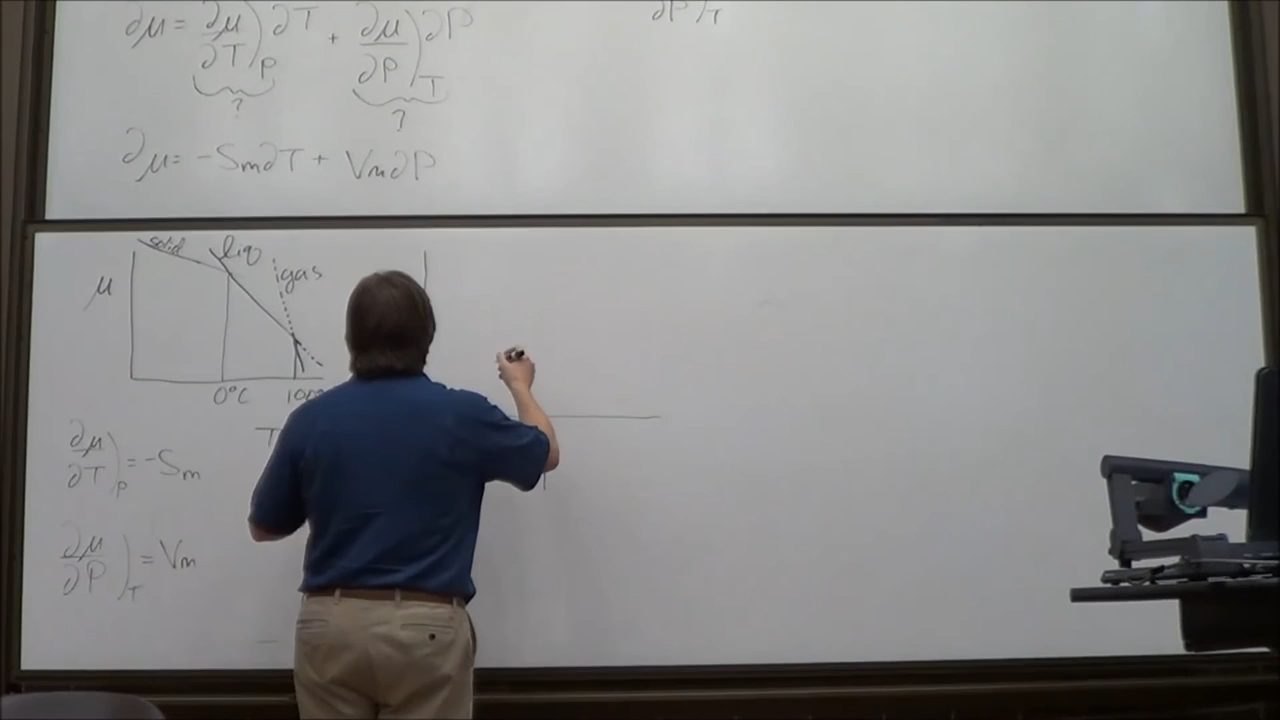 ∂μ = ∂μ/∂T)P ∂T + ∂μ/∂P)T ∂P
? ?
∂P)T
∂μ = -Sm∂T + Vm∂P
solid liq gas
μ
0°C
T
∂μ/∂T)P = -Sm
∂μ/∂P)T = Vm